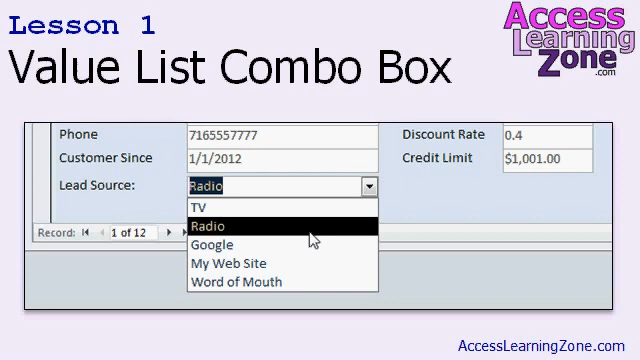 Lesson 1
Value List Combo Box
Access
Learning
Zone.com
Phone 7165557777 Discount Rate 0.4
Customer Since 1/1/2012 Credit Limit $1,001.00
Lead Source: Radio
TV
Radio
Google
My Web Site
Word of Mouth
Record: 1 of 12
AccessLearningZone.com